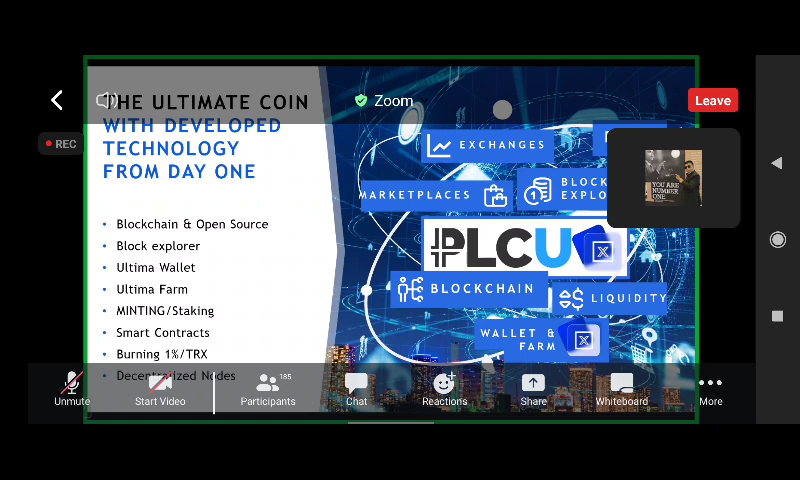 THE ULTIMATE COIN
WITH DEVELOPED
TECHNOLOGY
FROM DAY ONE
Zoom
Leave
REC
Blockchain & Open Source
Block explorer
Ultima Wallet
Ultima Farm
MINTING/Staking
Smart Contracts
Burning 1%/TRX
Decentralized Nodes
EXCHANGES
MARKETPLACES
BLOCK
EXPLO
PLCU
BLOCKCHAIN
LIQUIDITY
WALLET &
FARM
YOU ARE
NUMBER
ONE
Unmute
Start Video
Participants
185
Chat
Reactions
Share
Whiteboard
More